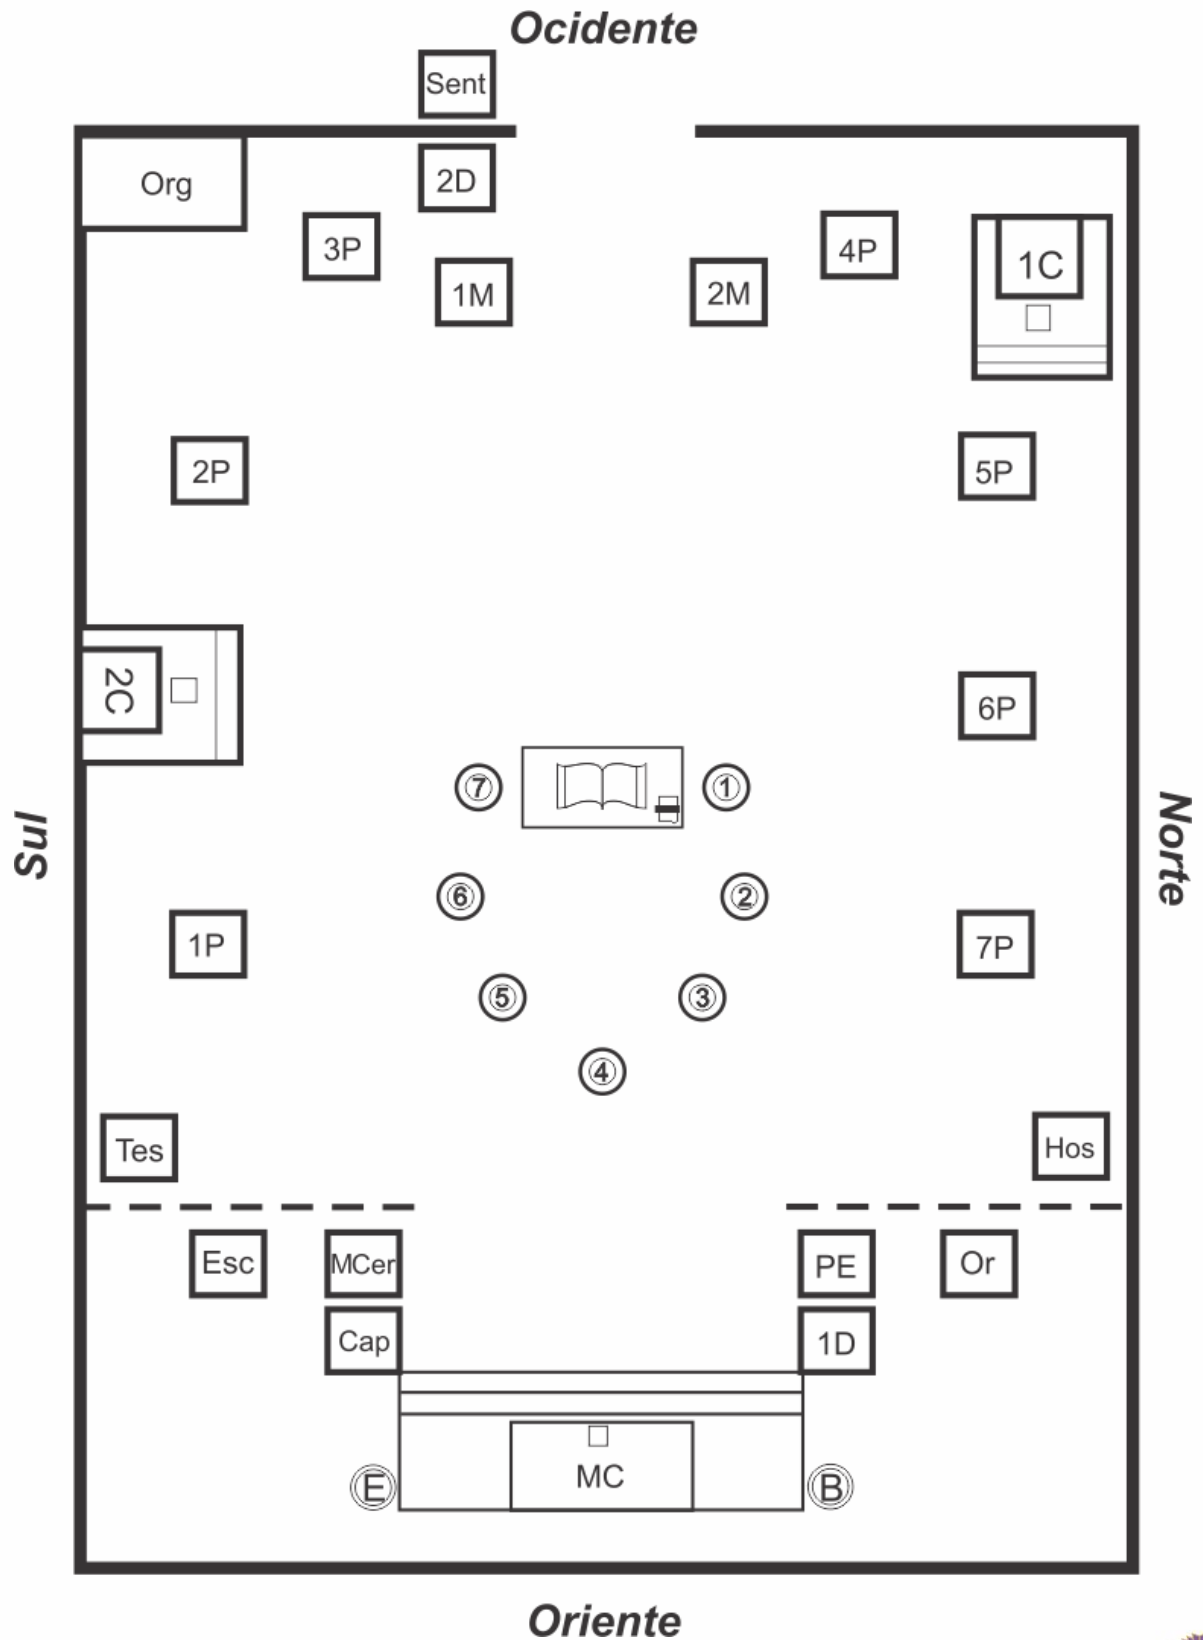 Ocidente
Sent
Org
2D
3P
4P
1C
1M
2M
2P
5P
2C
6P
7
1
Sul
Norte
6
2
1P
7P
5
3
4
Tes
Hos
Esc
MCer
PE
Or
Cap
1D
MC
E
B
Oriente